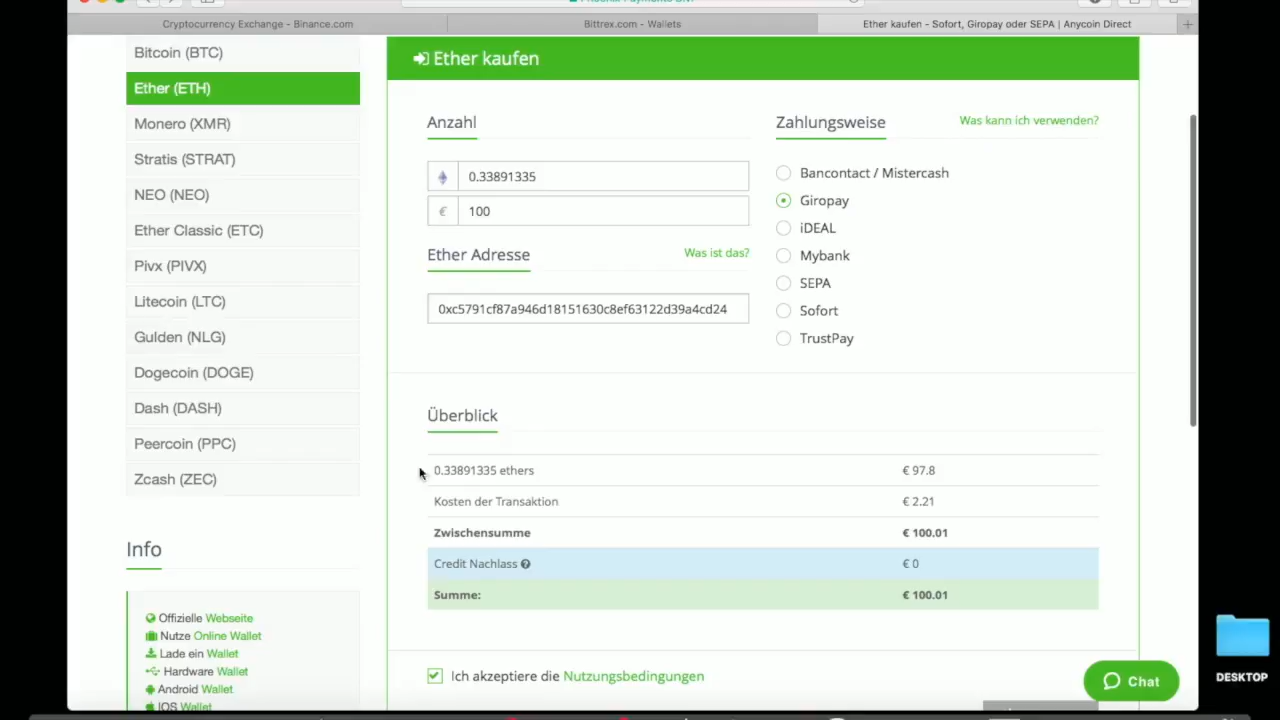 Cryptocurrency Exchange - Binance.com
Bittrex.com - Wallets
Ether kaufen - Sofort, Giropay oder SEPA | Anycoin Direct
Bitcoin (BTC)
Ether (ETH)
Monero (XMR)
Stratis (STRAT)
NEO (NEO)
Ether Classic (ETC)
Pivx (PIVX)
Litecoin (LTC)
Gulden (NLG)
Dogecoin (DOGE)
Dash (DASH)
Peercoin (PPC)
Zcash (ZEC)
Info
Offizielle Webseite
Nutze Online Wallet
Lade ein Wallet
Hardware Wallet
Android Wallet
IOS Wallet
Ether kaufen
Anzahl
0.33891335
€ 100
Ether Adresse
Was ist das?
0xc5791cf87a946d18151630c8ef63122d39a4cd24
Zahlungsweise
Was kann ich verwenden?
Bancontact / Mistercash
Giropay
iDEAL
Mybank
SEPA
Sofort
TrustPay
Überblick
0.33891335 ethers € 97.8
Kosten der Transaktion € 2.21
Zwischensumme € 100.01
Credit Nachlass € 0
Summe: € 100.01
Ich akzeptiere die Nutzungsbedingungen
Chat
DESKTOP